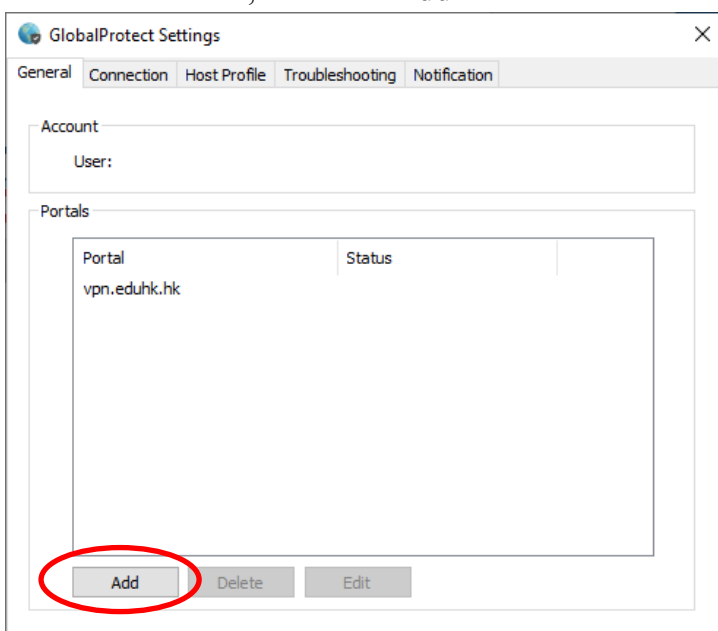 GlobalProtect Settings
General Connection Host Profile Troubleshooting Notification
Account
User:
Portals
Portal Status
vpn.eduhk.hk
Add Delete Edit